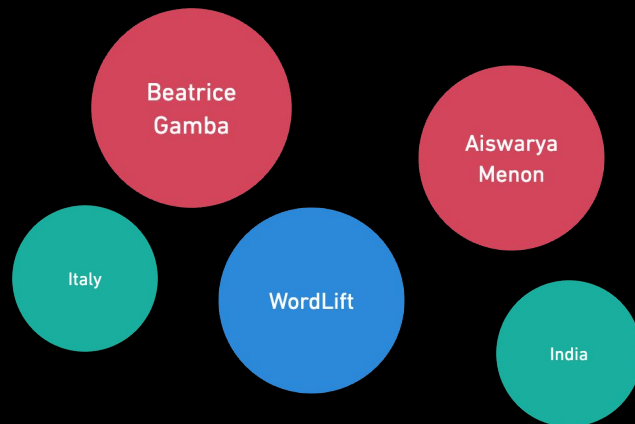 Beatrice
Gamba
Aiswarya
Menon
Italy
WordLift
India